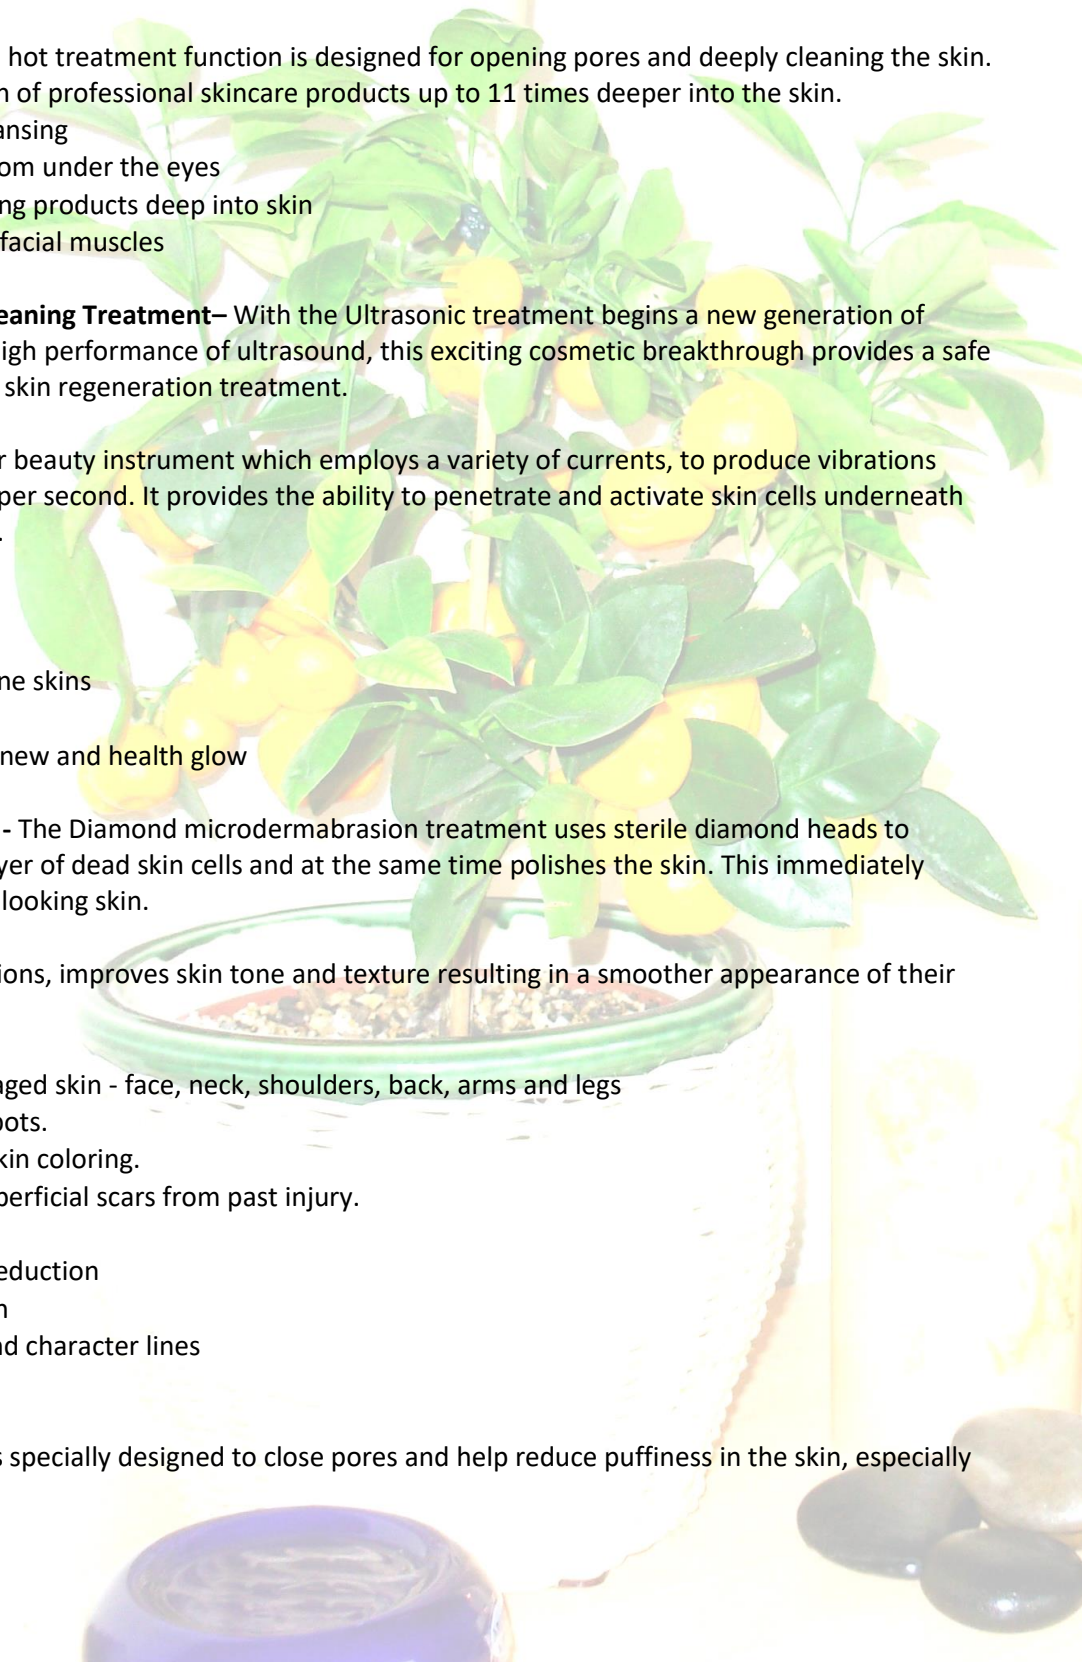 hot treatment function is designed for opening pores and deeply cleaning the skin.
n of professional skincare products up to 11 times deeper into the skin.
ansing
om under the eyes
ng products deep into skin
facial muscles
eaning Treatment– With the Ultrasonic treatment begins a new generation of
igh performance of ultrasound, this exciting cosmetic breakthrough provides a safe
skin regeneration treatment.
r beauty instrument which employs a variety of currents, to produce vibrations
per second. It provides the ability to penetrate and activate skin cells underneath
.
ne skins
new and health glow
- The Diamond microdermabrasion treatment uses sterile diamond heads to
yer of dead skin cells and at the same time polishes the skin. This immediately
looking skin.
ions, improves skin tone and texture resulting in a smoother appearance of their
aged skin - face, neck, shoulders, back, arms and legs
oots.
kin coloring.
perficial scars from past injury.
eduction
n
nd character lines
s specially designed to close pores and help reduce puffiness in the skin, especially